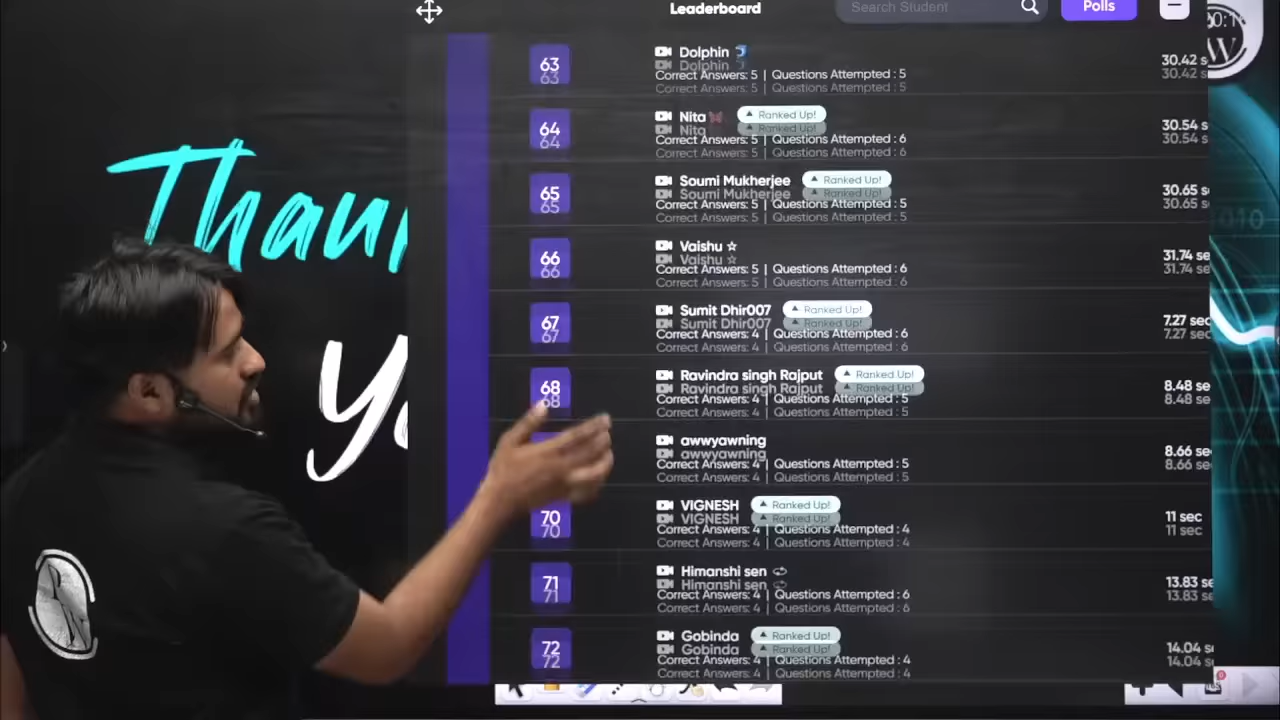 Leaderboard
Search Student
Polls
63
Dolphin
Correct Answers: 5 | Questions Attempted : 5
30.42
64
Nita
Ranked Up!
Correct Answers: 5 | Questions Attempted : 6
30.54 s
65
Soumi Mukherjee
Ranked Up!
Correct Answers: 5 | Questions Attempted : 5
30.65 s
66
Vaishu ☆
Correct Answers: 5 | Questions Attempted : 6
31.74 se
67
Sumit Dhir007
Ranked Up!
Correct Answers: 4 | Questions Attempted : 6
7.27 sec
68
Ravindra singh Rajput
Ranked Up!
Correct Answers: 4 | Questions Attempted : 5
8.48 se
awwyawning
Correct Answers: 4 | Questions Attempted : 5
8.66 se
70
VIGNESH
Ranked Up!
Correct Answers: 4 | Questions Attempted : 4
11 sec
71
Himanshi sen
Correct Answers: 4 | Questions Attempted : 6
13.83 se
72
Gobinda
Ranked Up!
Correct Answers: 4 | Questions Attempted : 4
14.04 s
Than
Yo